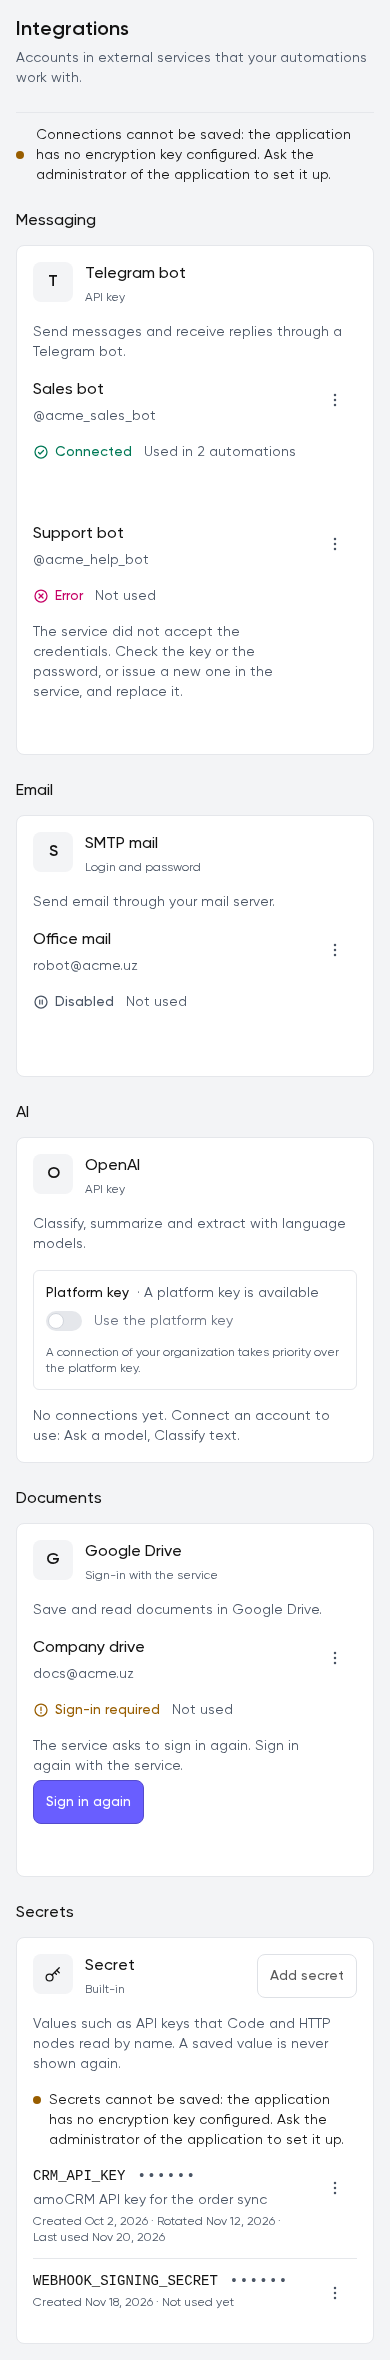 Integrations
Accounts in external services that your automations
work with.
Connections cannot be saved: the application
has no encryption key configured. Ask the
administrator of the application to set it up.
Messaging
T
Telegram bot
API key
Send messages and receive replies through a
Telegram bot.
Sales bot
@acme_sales_bot
Connected Used in 2 automations
Support bot
@acme_help_bot
Error Not used
The service did not accept the
credentials. Check the key or the
password, or issue a new one in the
service, and replace it.
Email
S
SMTP mail
Login and password
Send email through your mail server.
Office mail
robot@acme.uz
Disabled Not used
AI
O
OpenAI
API key
Classify, summarize and extract with language
models.
Platform key · A platform key is available
Use the platform key
A connection of your organization takes priority over
the platform key.
No connections yet. Connect an account to
use: Ask a model, Classify text.
Documents
G
Google Drive
Sign-in with the service
Save and read documents in Google Drive.
Company drive
docs@acme.uz
Sign-in required Not used
The service asks to sign in again. Sign in
again with the service.
Sign in again
Secrets
Secret
Built-in
Add secret
Values such as API keys that Code and HTTP
nodes read by name. A saved value is never
shown again.
Secrets cannot be saved: the application
has no encryption key configured. Ask the
administrator of the application to set it up.
CRM_API_KEY ••••••
amoCRM API key for the order sync
Created Oct 2, 2026 · Rotated Nov 12, 2026 ·
Last used Nov 20, 2026
WEBHOOK_SIGNING_SECRET ••••••
Created Nov 18, 2026 · Not used yet